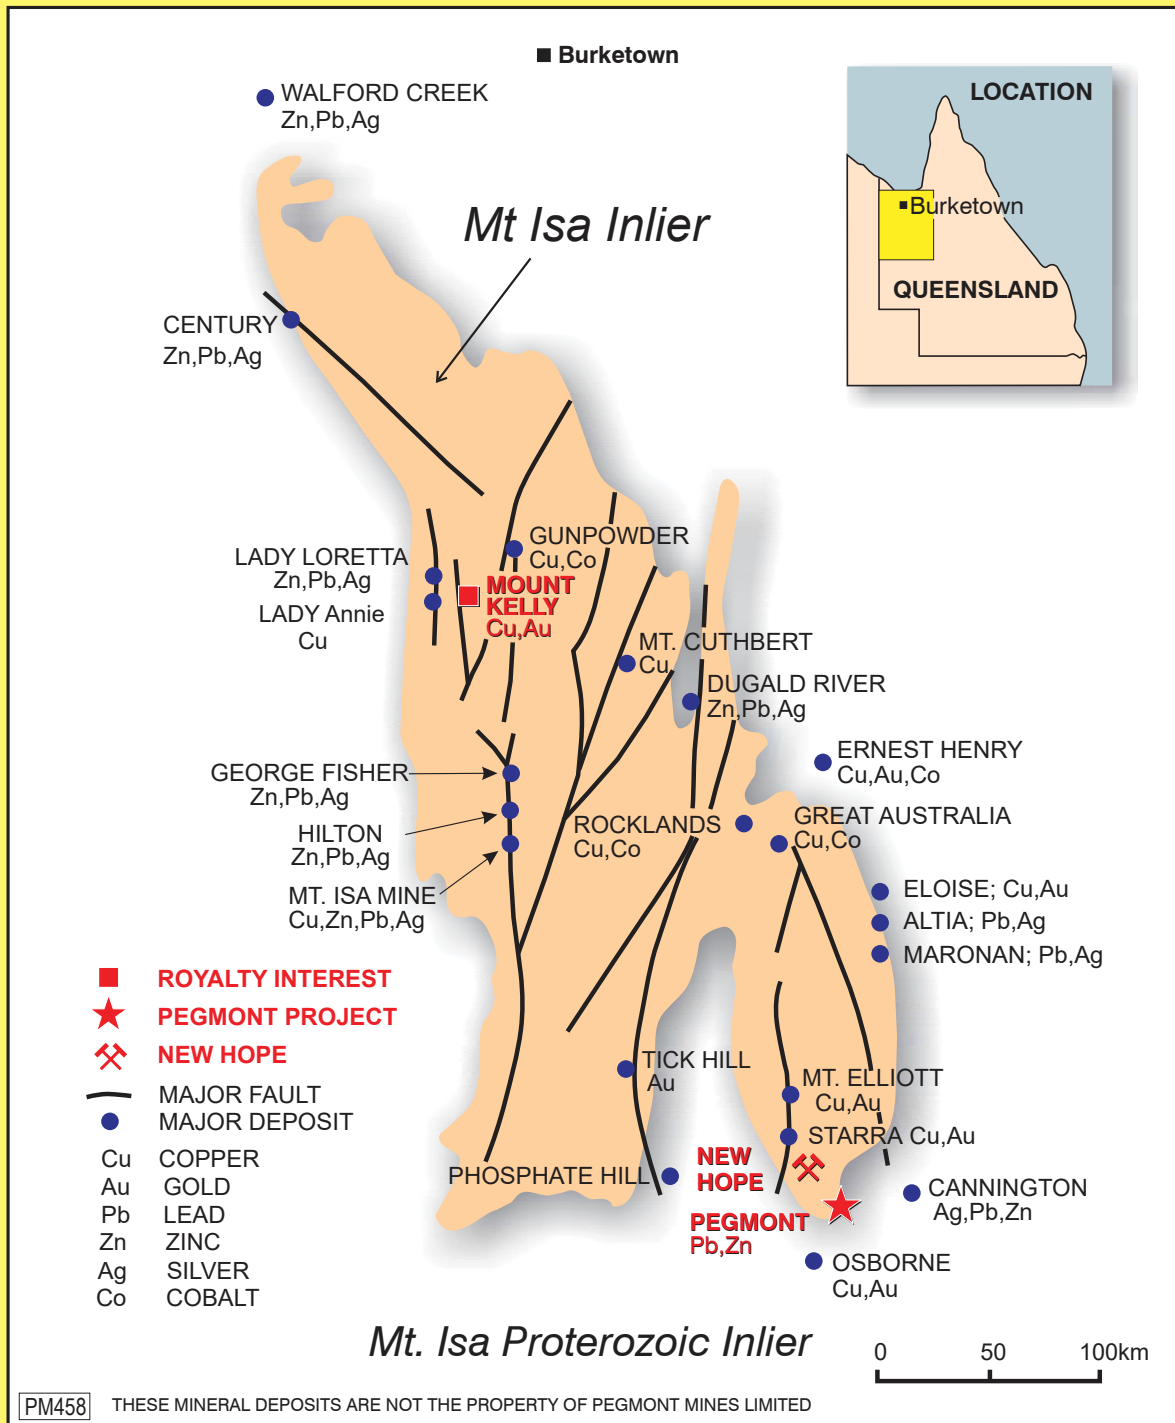 Burketown
WALFORD CREEK
Zn,Pb,Ag
LOCATION
Burketown
QUEENSLAND
Mt Isa Inlier
CENTURY
Zn,Pb,Ag
GUNPOWDER
Cu,Co
LADY LORETTA
Zn,Pb,Ag
MOUNT
KELLY
Cu,Au
LADY Annie
Cu
MT. CUTHBERT
Cu
DUGALD RIVER
Zn,Pb,Ag
ERNEST HENRY
Cu,Au,Co
GEORGE FISHER
Zn,Pb,Ag
HILTON
Zn,Pb,Ag
ROCKLANDS
Cu,Co
GREAT AUSTRALIA
Cu,Co
MT. ISA MINE
Cu,Zn,Pb,Ag
ELOISE; Cu,Au
ALTIA; Pb,Ag
MARONAN; Pb,Ag
ROYALTY INTEREST
PEGMONT PROJECT
NEW HOPE
MAJOR FAULT
MAJOR DEPOSIT
Cu COPPER
Au GOLD
Pb LEAD
Zn ZINC
Ag SILVER
Co COBALT
TICK HILL
Au
MT. ELLIOTT
Cu,Au
STARRA Cu,Au
PHOSPHATE HILL
NEW
HOPE
PEGMONT
Pb,Zn
CANNINGTON
Ag,Pb,Zn
OSBORNE
Cu,Au
Mt. Isa Proterozoic Inlier
0 50 100km
PM458 THESE MINERAL DEPOSITS ARE NOT THE PROPERTY OF PEGMONT MINES LIMITED